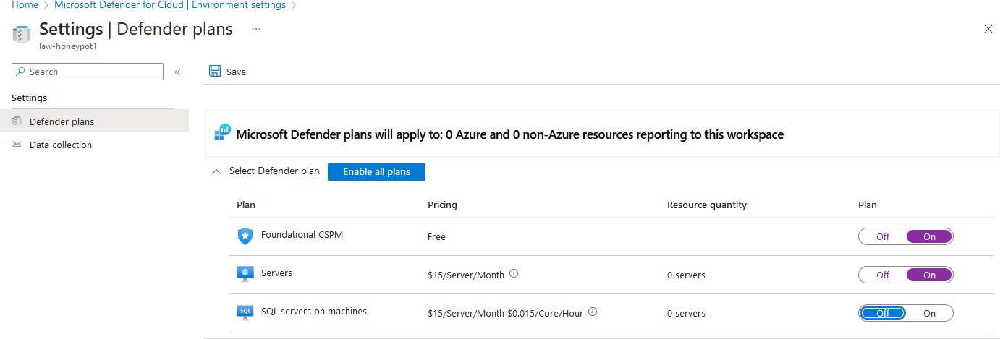 Home > Microsoft Defender for Cloud | Environment settings >
Settings | Defender plans ...
law-honeypot1
Search «
Save
Settings
Defender plans
Data collection
Microsoft Defender plans will apply to: 0 Azure and 0 non-Azure resources reporting to this workspace
Select Defender plan Enable all plans
Plan Pricing Resource quantity Plan
Foundational CSPM Free Off On
Servers $15/Server/Month 0 servers Off On
SQL SQL servers on machines $15/Server/Month $0.015/Core/Hour 0 servers Off On